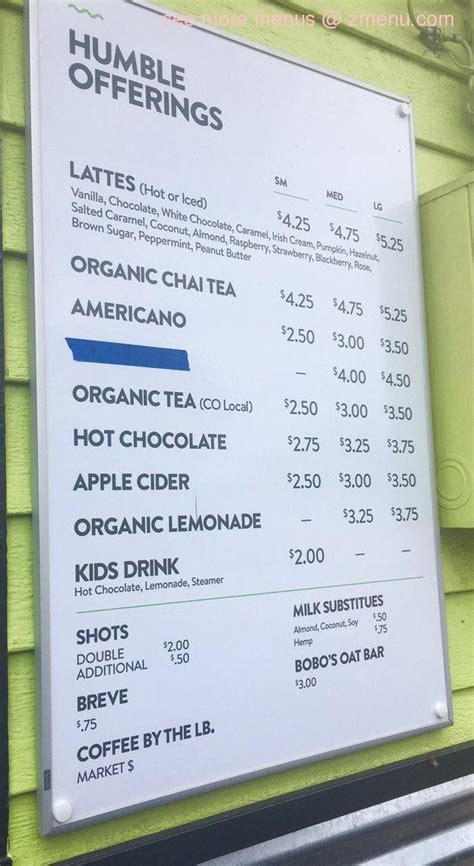 see more menus @ zmenu.com
HUMBLE
OFFERINGS
SM MED LG
LATTES (Hot or Iced) $4.25 $4.75 $5.25
Vanilla, Chocolate, White Chocolate, Caramel, Irish Cream, Pumpkin, Hazelnut,
Salted Caramel, Coconut, Almond, Raspberry, Strawberry, Blackberry, Rose,
Brown Sugar, Peppermint, Peanut Butter
ORGANIC CHAI TEA $4.25 $4.75 $5.25
AMERICANO $2.50 $3.00 $3.50
– $4.00 $4.50
ORGANIC TEA (CO Local) $2.50 $3.00 $3.50
HOT CHOCOLATE $2.75 $3.25 $3.75
APPLE CIDER $2.50 $3.00 $3.50
ORGANIC LEMONADE – $3.25 $3.75
KIDS DRINK $2.00 – –
Hot Chocolate, Lemonade, Steamer
SHOTS
DOUBLE $2.00
ADDITIONAL $.50
BREVE
$.75
COFFEE BY THE LB.
MARKET $
MILK SUBSTITUES
Almond, Coconut, Soy $.50
Hemp $.75
BOBO'S OAT BAR
$3.00